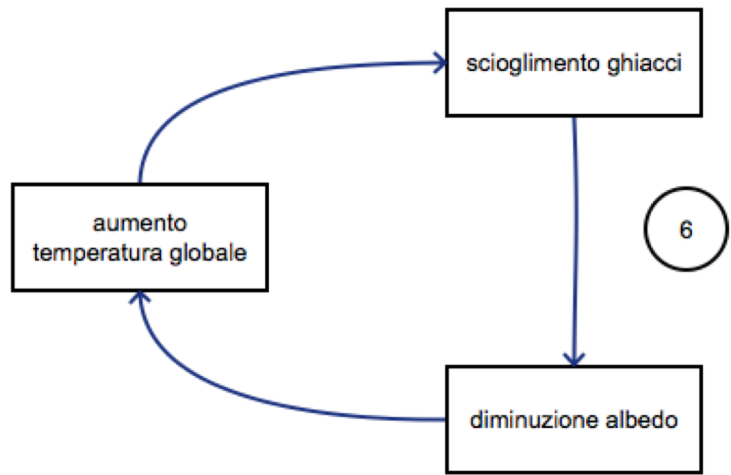 scioglimento ghiacci
aumento
temperatura globale
6
diminuzione albedo